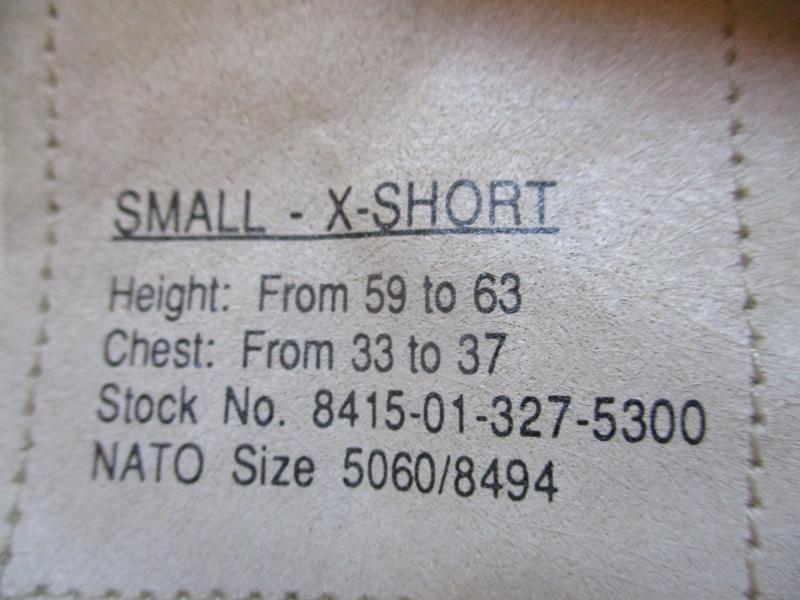 SMALL - X-SHORT
Height: From 59 to 63
Chest: From 33 to 37
Stock No. 8415-01-327-5300
NATO Size 5060/8494